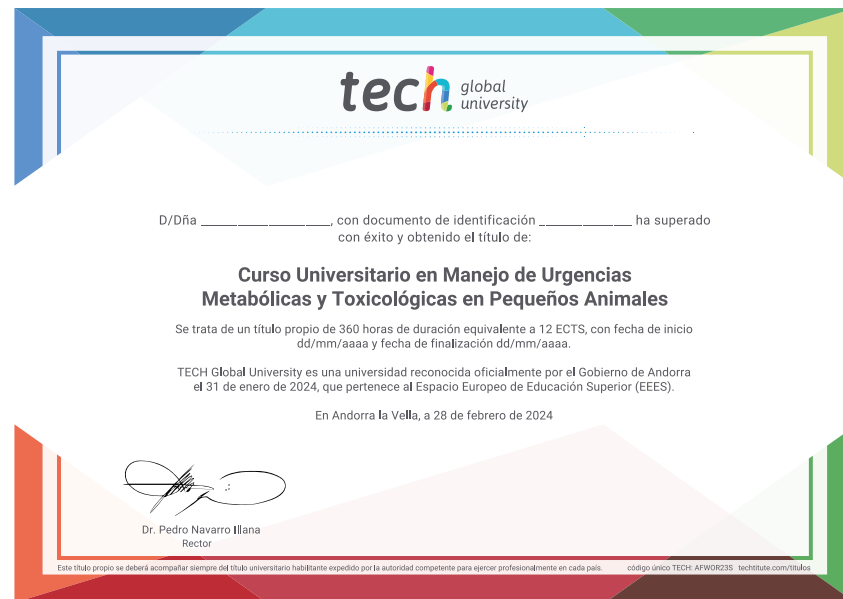 tech global
university
D/Dña ____________________, con documento de identificación ______________ ha superado
con éxito y obtenido el título de:
Curso Universitario en Manejo de Urgencias
Metabólicas y Toxicológicas en Pequeños Animales
Se trata de un título propio de 360 horas de duración equivalente a 12 ECTS, con fecha de inicio
dd/mm/aaaa y fecha de finalización dd/mm/aaaa.
TECH Global University es una universidad reconocida oficialmente por el Gobierno de Andorra
el 31 de enero de 2024, que pertenece al Espacio Europeo de Educación Superior (EEES).
En Andorra la Vella, a 28 de febrero de 2024
Dr. Pedro Navarro Illana
Rector
Este título propio se deberá acompañar siempre del título universitario habilitante expedido por la autoridad competente para ejercer profesionalmente en cada país. código único TECH: AFWOR23S techtitute.com/titulos